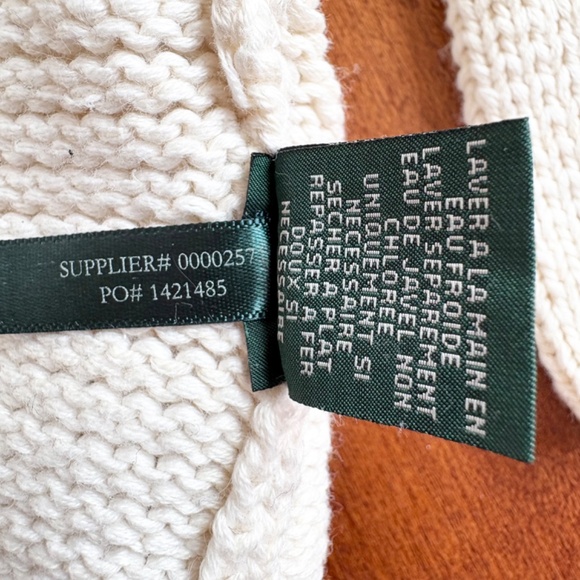 SUPPLIER# 0000257
PO# 1421485
LAVER A LA MAIN EN
EAU FROIDE
LAVER SEPAREMENT
EAU DE JAVEL NON
CHLOREE
UNIQUEMENT SI
NECESSAIRE
SECHER A PLAT
REPASSER A FER
DOUX SI
NECESSAIRE